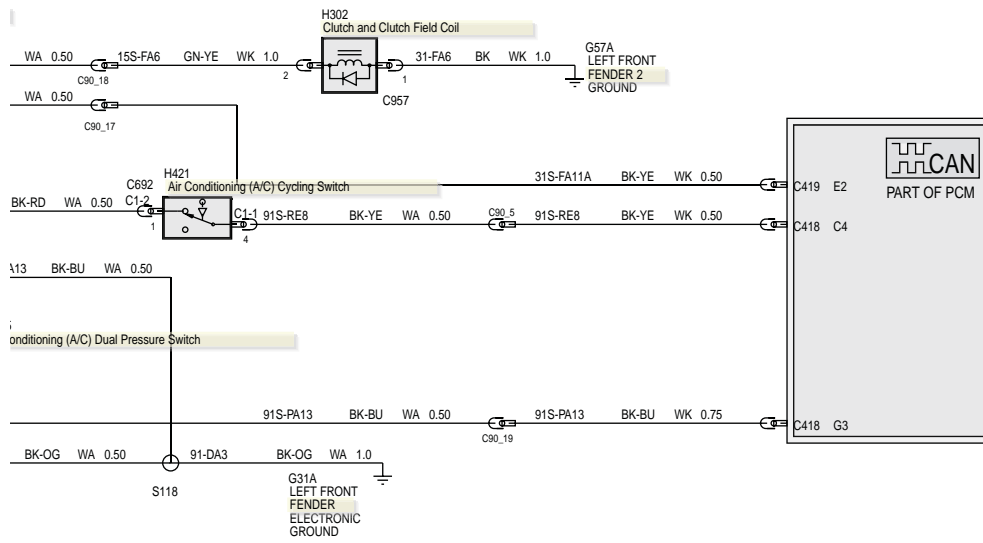 H302
Clutch and Clutch Field Coil
WA 0.50
15S-FA6 GN-YE WK 1.0
31-FA6 BK WK 1.0
G57A
LEFT FRONT
FENDER 2
GROUND
C90_18
2
1
C957
WA 0.50
C90_17
CAN
PART OF PCM
H421
C692
Air Conditioning (A/C) Cycling Switch
31S-FA11A BK-YE WK 0.50
C419 E2
BK-RD WA 0.50
C1-2
1
C1-1
4
91S-RE8 BK-YE WA 0.50
C90_5
91S-RE8 BK-YE WK 0.50
C418 C4
A13 BK-BU WA 0.50
onditioning (A/C) Dual Pressure Switch
91S-PA13 BK-BU WA 0.50
C90_19
91S-PA13 BK-BU WK 0.75
C418 G3
BK-OG WA 0.50
91-DA3 BK-OG WA 1.0
S118
G31A
LEFT FRONT
FENDER
ELECTRONIC
GROUND